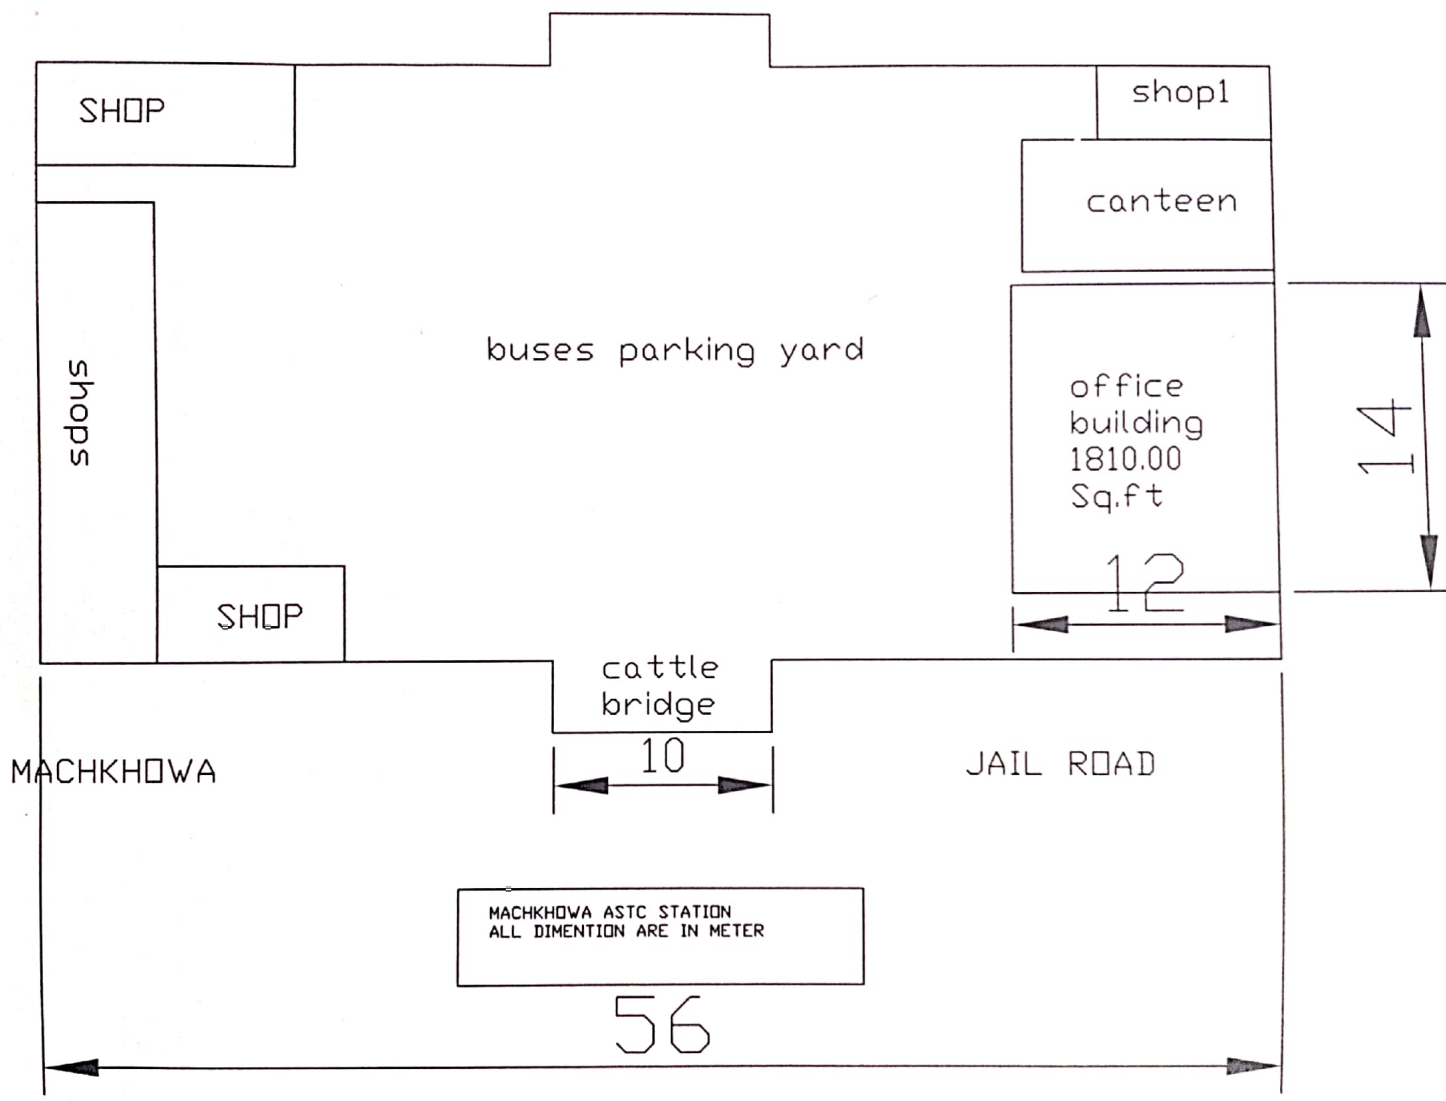 SHOP
shop1
canteen
shops
buses parking yard
office
building
1810.00
Sq.ft
14
12
SHOP
cattle
bridge
10
MACHKHOWA
JAIL ROAD
MACHKHOWA ASTC STATION
ALL DIMENTION ARE IN METER
56